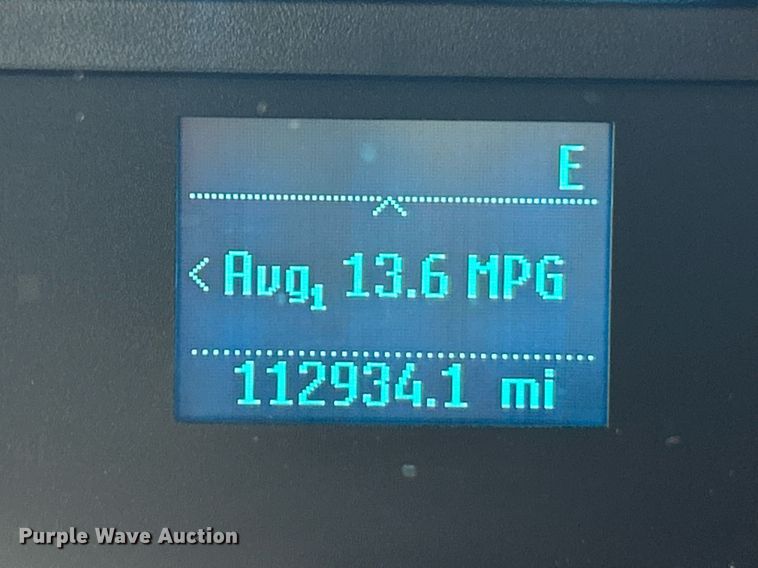 E
< Avg1 13.6 MPG
112934.1 mi
Purple Wave Auction